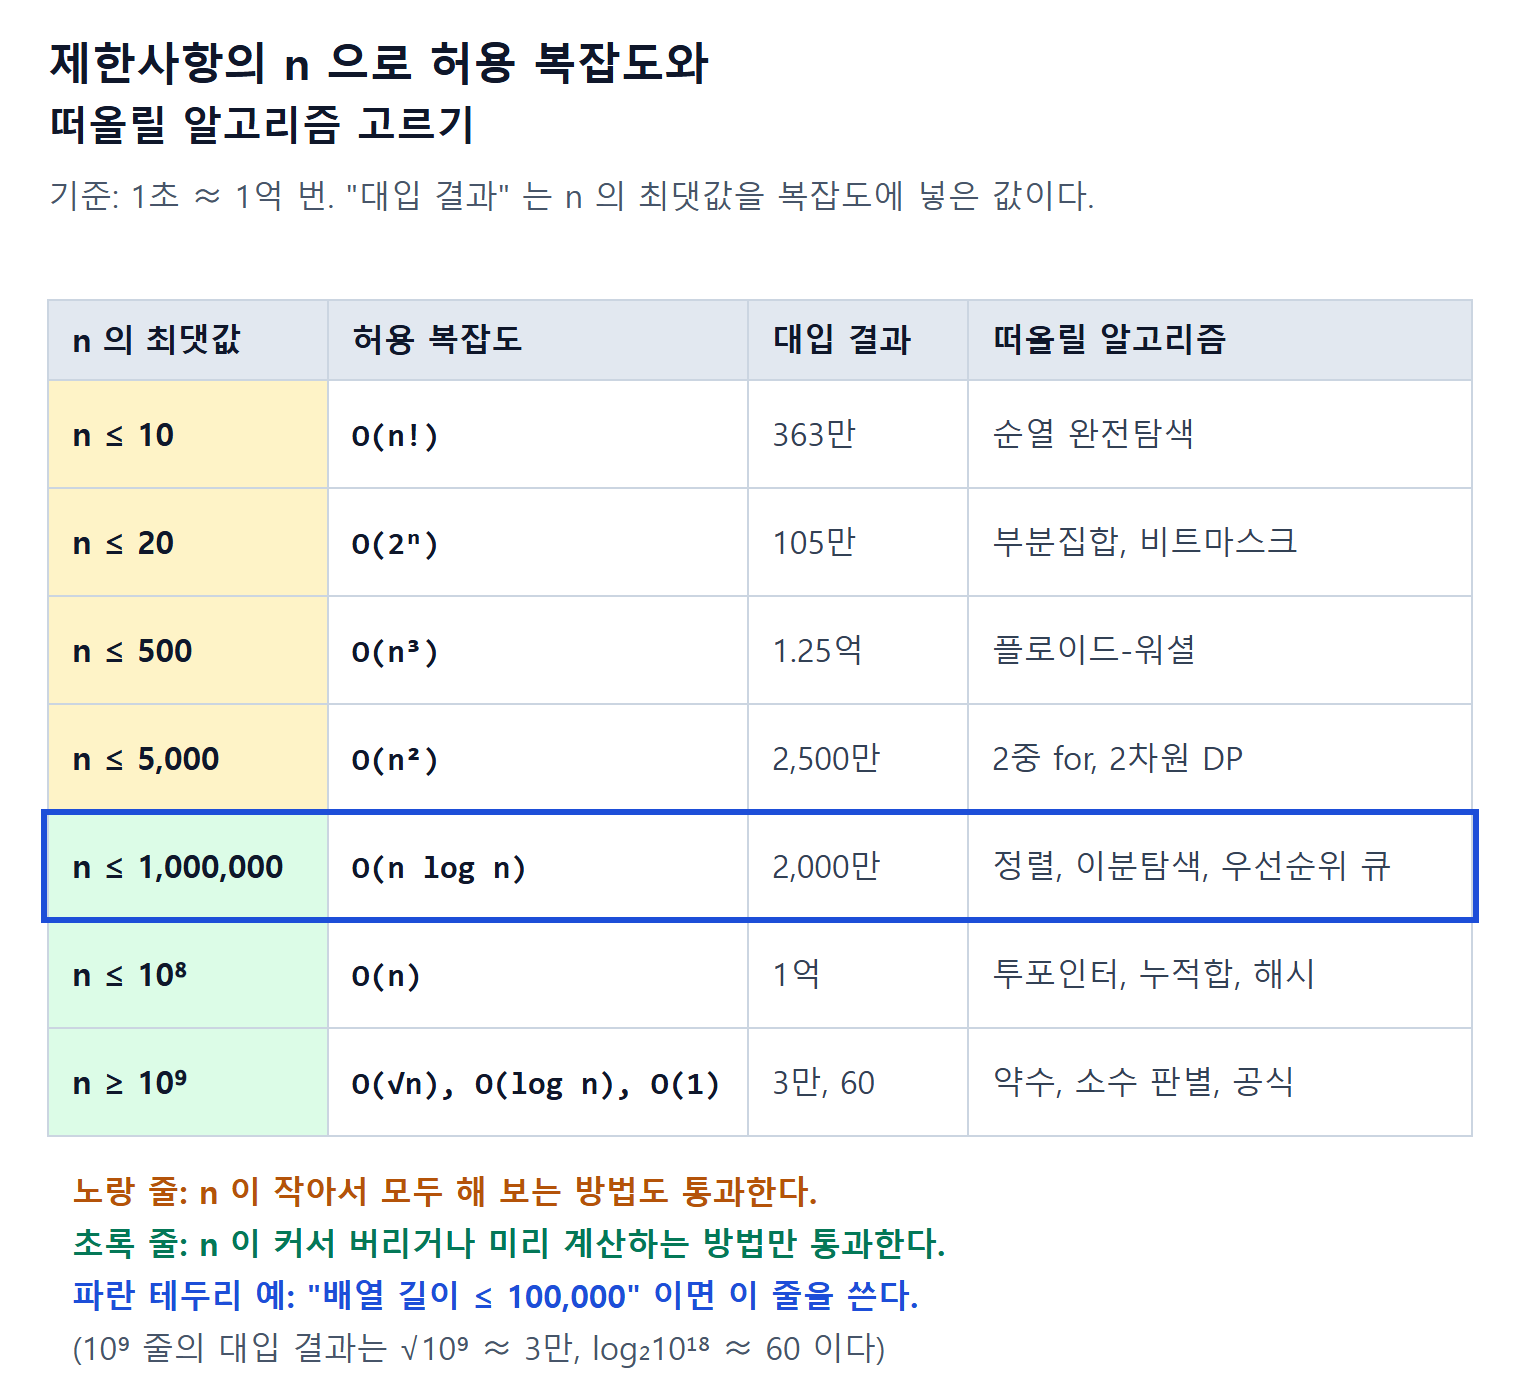 제한사항의 n 으로 허용 복잡도와
떠올릴 알고리즘 고르기
기준: 1초 ≈ 1억 번. "대입 결과" 는 n 의 최댓값을 복잡도에 넣은 값이다.
n 의 최댓값 허용 복잡도 대입 결과 떠올릴 알고리즘
n ≤ 10 O(n!) 363만 순열 완전탐색
n ≤ 20 O(2ⁿ) 105만 부분집합, 비트마스크
n ≤ 500 O(n³) 1.25억 플로이드-워셜
n ≤ 5,000 O(n²) 2,500만 2중 for, 2차원 DP
n ≤ 1,000,000 O(n log n) 2,000만 정렬, 이분탐색, 우선순위 큐
n ≤ 10⁸ O(n) 1억 투포인터, 누적합, 해시
n ≥ 10⁹ O(√n), O(log n), O(1) 3만, 60 약수, 소수 판별, 공식
노랑 줄: n 이 작아서 모두 해 보는 방법도 통과한다.
초록 줄: n 이 커서 버리거나 미리 계산하는 방법만 통과한다.
파란 테두리 예: "배열 길이 ≤ 100,000" 이면 이 줄을 쓴다.
(10⁹ 줄의 대입 결과는 √10⁹ ≈ 3만, log₂10¹⁸ ≈ 60 이다)